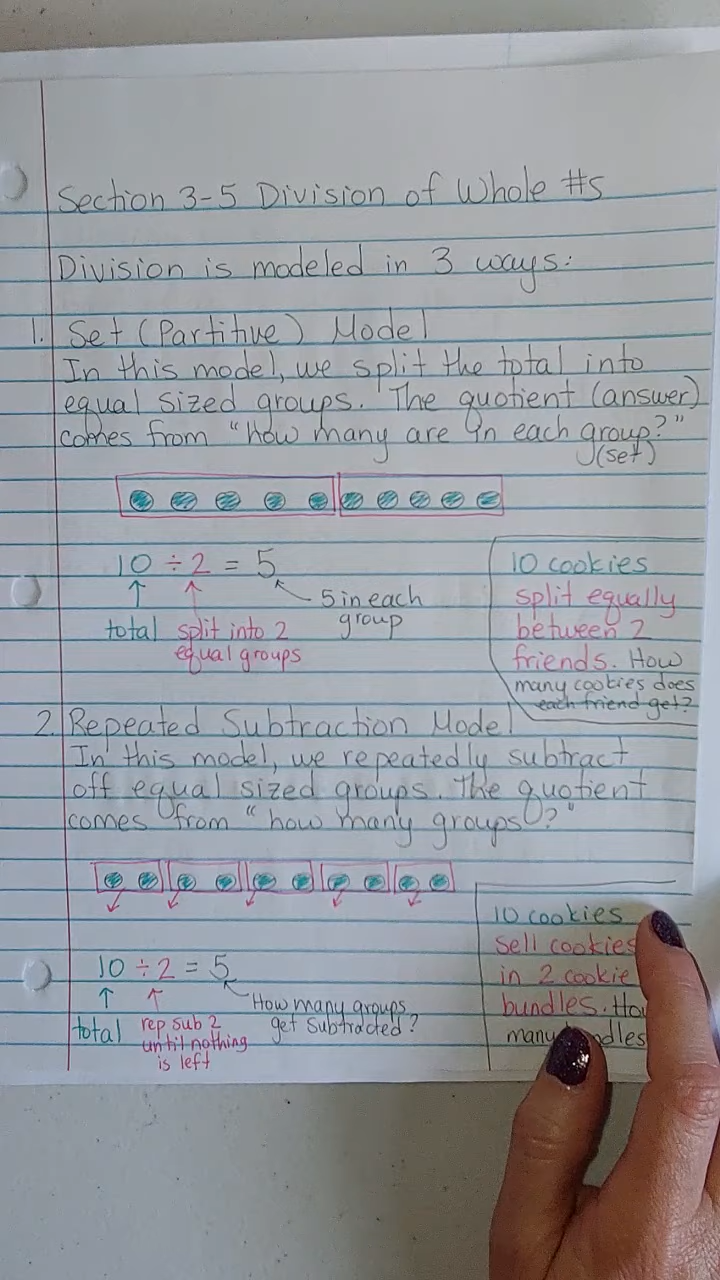 Section 3-5 Division of Whole #s
Division is modeled in 3 ways:
1. Set (Partitive) Model
In this model, we split the total into
equal sized groups. The quotient (answer)
comes from "how many are in each group?"
(set)
10 ÷ 2 = 5
5 in each
group
total split into 2
equal groups
10 cookies
split equally
between 2
friends. How
many cookies does
each friend get?
2. Repeated Subtraction Model
In this model, we repeatedly subtract
off equal sized groups. The quotient
comes from "how many groups?"
10 ÷ 2 = 5
How many groups
get subtracted?
total rep sub 2
until nothing
is left
10 cookies
sell cookies
in 2 cookie
bundles.
many